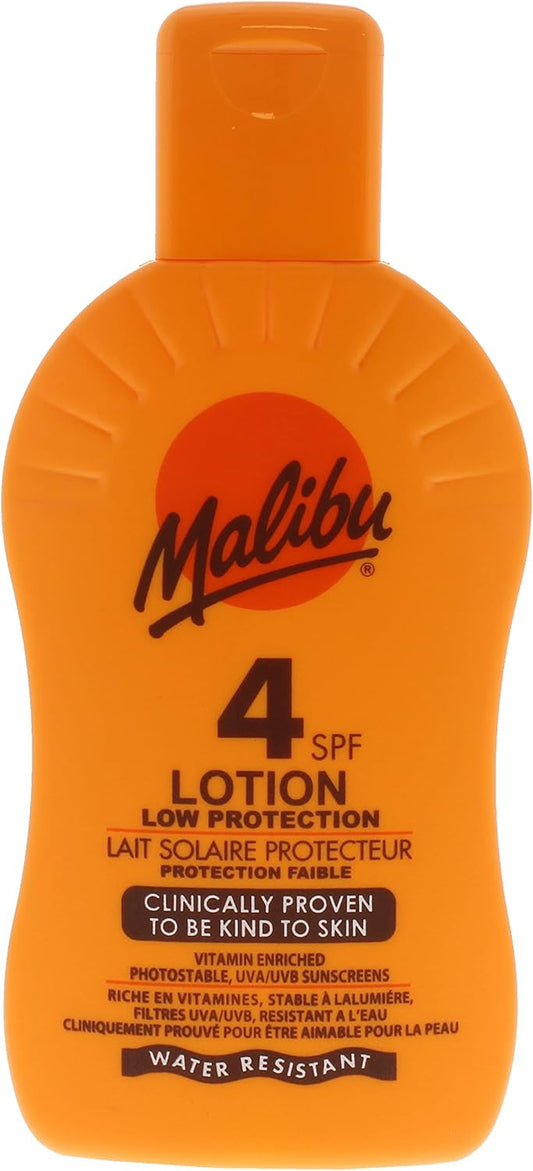 Malibu®
4 SPF
LOTION
LOW PROTECTION
LAIT SOLAIRE PROTECTEUR
PROTECTION FAIBLE
CLINICALLY PROVEN
TO BE KIND TO SKIN
VITAMIN ENRICHED
PHOTOSTABLE, UVA/UVB SUNSCREENS
RICHE EN VITAMINES, STABLE À LALUMIÉRE,
FILTRES UVA/UVB, RESISTANT A L'EAU
CLINIQUEMENT PROUVÉ POUR ÊTRE AIMABLE POUR LA PEAU
WATER RESISTANT